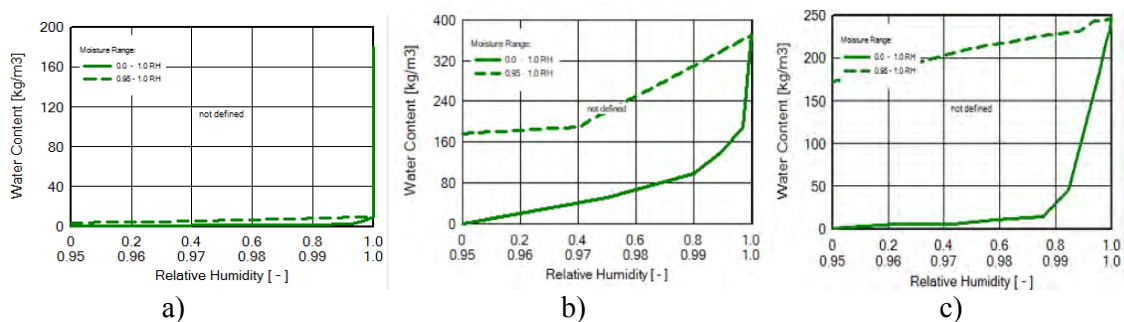 Water Content [kg/m3]
200
160
120
80
40
0
Moisture Range:
0.0 - 1.0 RH
0.95 - 1.0 RH
not defined
0 0.2 0.4 0.6 0.8 1.0
0.95 0.96 0.97 0.98 0.99 1.0
Relative Humidity [ - ]
a)
Water Content [kg/m3]
400
320
240
160
80
0
Moisture Range:
0.0 - 1.0 RH
0.95 - 1.0 RH
not defined
0 0.2 0.4 0.6 0.8 1.0
0.95 0.96 0.97 0.98 0.99 1.0
Relative Humidity [ - ]
b)
Water Content [kg/m3]
250
200
150
100
50
0
Moisture Range:
0.0 - 1.0 RH
0.95 - 1.0 RH
not defined
0 0.2 0.4 0.6 0.8 1.0
0.95 0.96 0.97 0.98 0.99 1.0
Relative Humidity [ - ]
c)